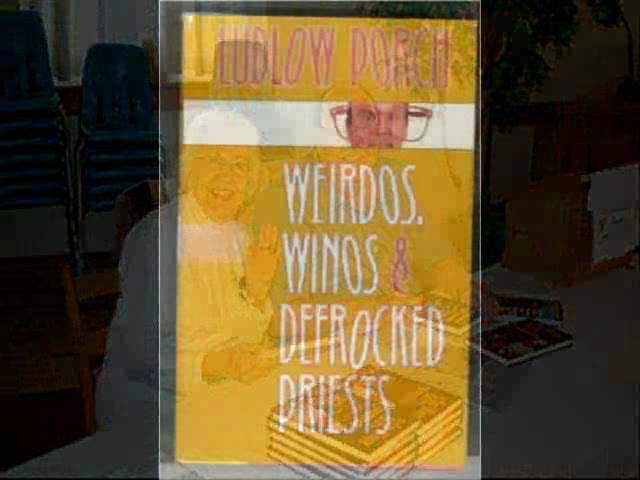 LUDLOW PORCH
WEIRDOS,
WINOS &
DEFROCKED
PRIESTS